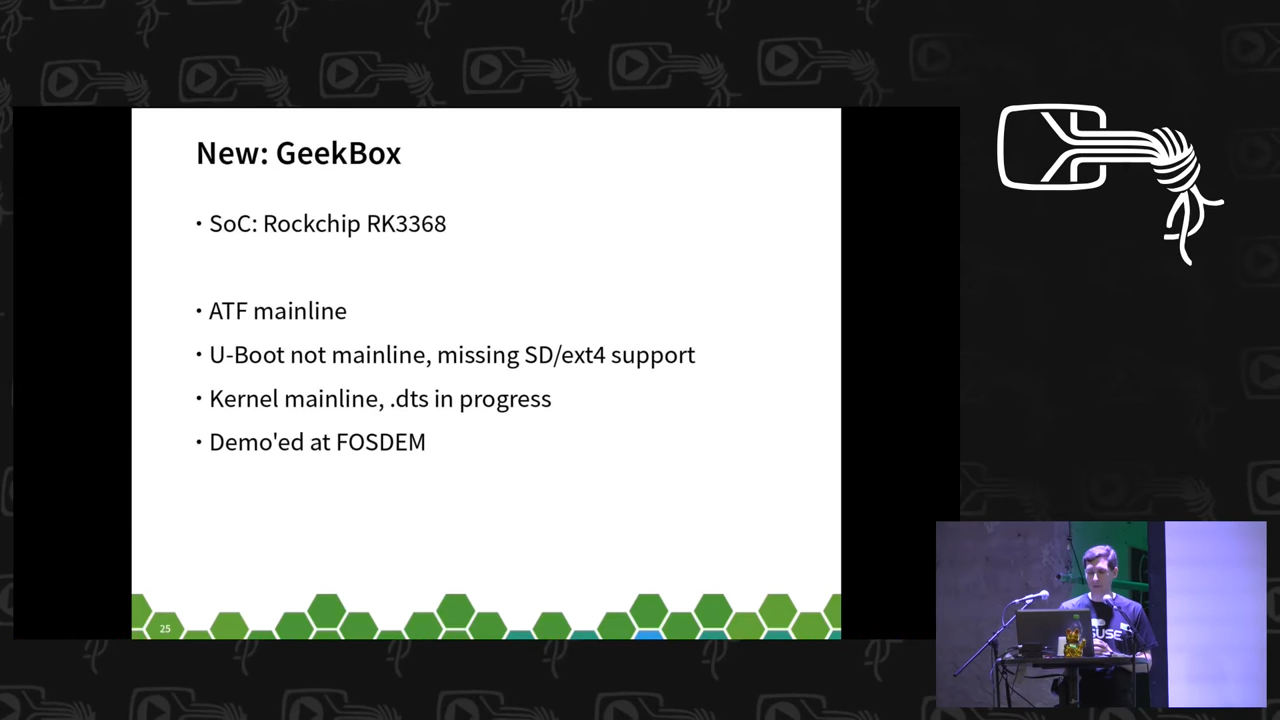 New: GeekBox
• SoC: Rockchip RK3368
• ATF mainline
• U-Boot not mainline, missing SD/ext4 support
• Kernel mainline, .dts in progress
• Demo'ed at FOSDEM
25
SUSE